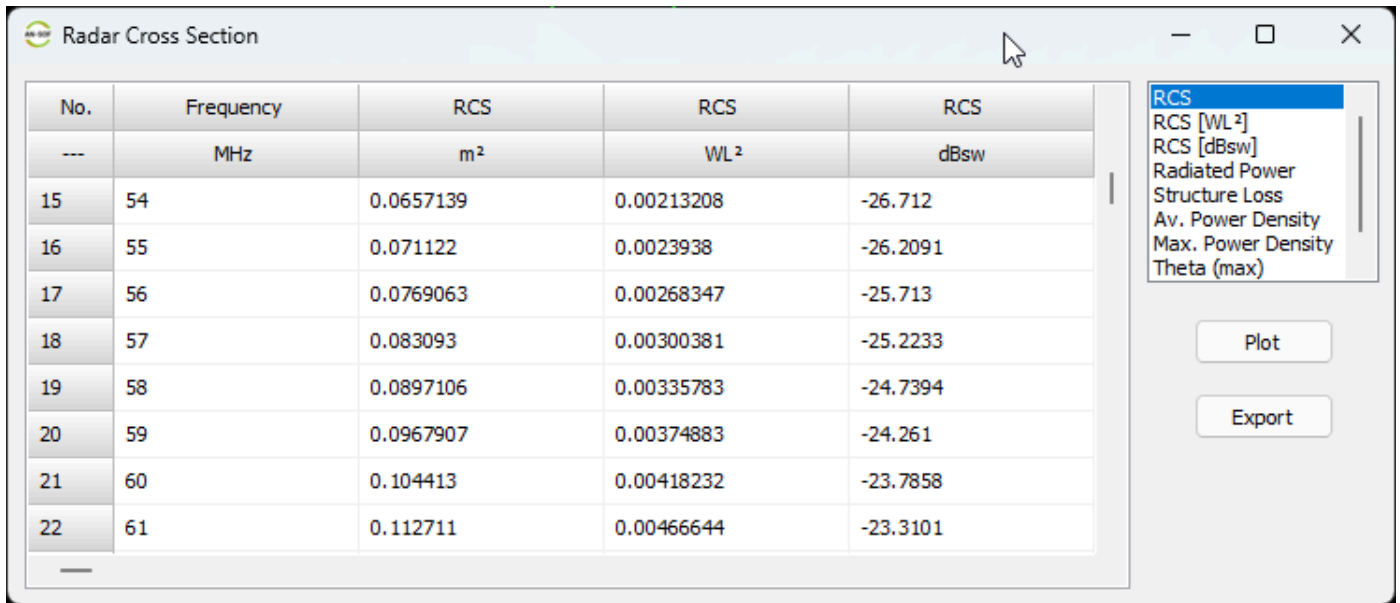 AN-SOF
Radar Cross Section
No. Frequency RCS RCS RCS
--- MHz m² WL² dBsw
15 54 0.0657139 0.00213208 -26.712
16 55 0.071122 0.0023938 -26.2091
17 56 0.0769063 0.00268347 -25.713
18 57 0.083093 0.00300381 -25.2233
19 58 0.0897106 0.00335783 -24.7394
20 59 0.0967907 0.00374883 -24.261
21 60 0.104413 0.00418232 -23.7858
22 61 0.112711 0.00466644 -23.3101
RCS
RCS [WL²]
RCS [dBsw]
Radiated Power
Structure Loss
Av. Power Density
Max. Power Density
Theta (max)
Plot
Export